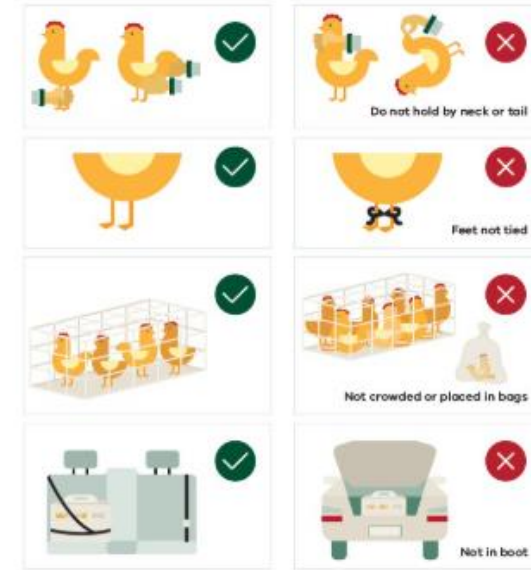 Do not hold by neck or tail
Feet not tied
Not crowded or placed in bags
Not in boot